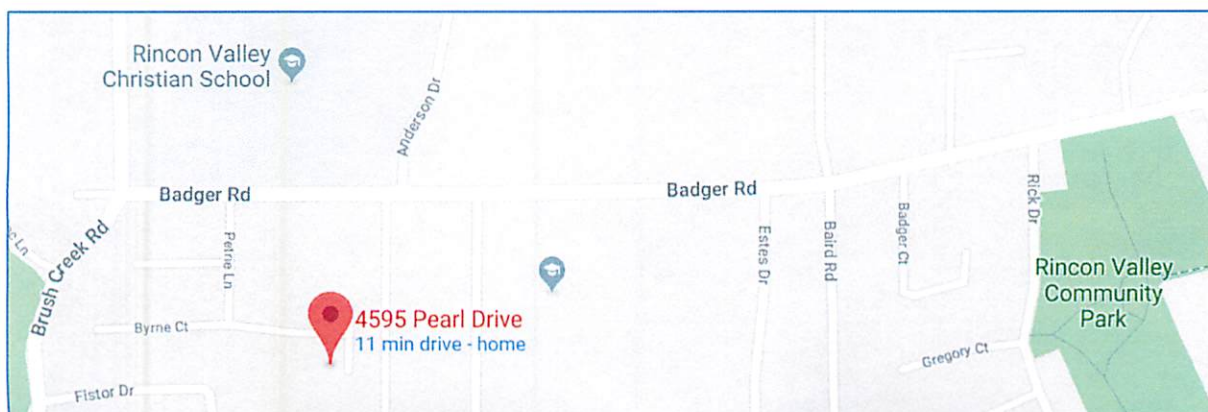 Rincon Valley
Christian School
Anderson Dr
Badger Rd
Badger Rd
Brush Creek Rd
Petrie Ln
Estes Dr
Baird Rd
Badger Ct
Rick Dr
Rincon Valley
Community
Park
4595 Pearl Drive
11 min drive - home
Byrne Ct
Gregory Ct
Fistor Dr
Ln